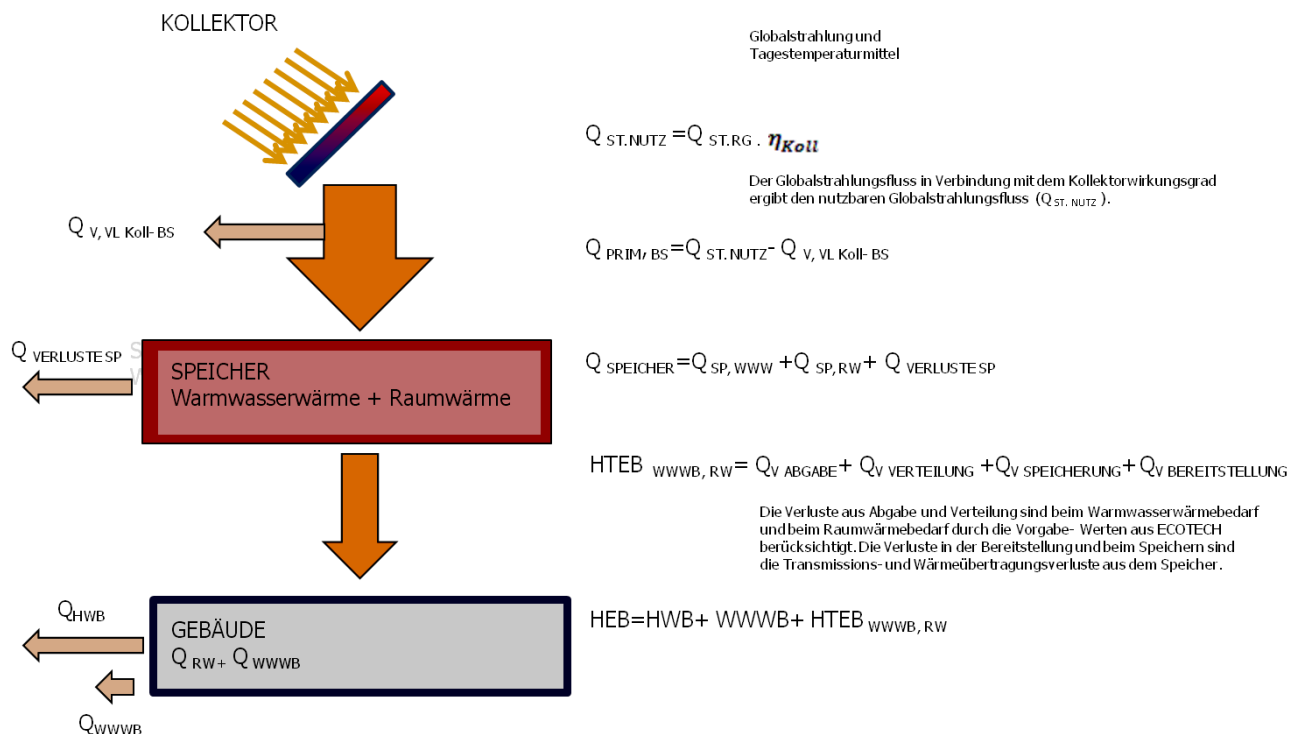 KOLLEKTOR
Globalstrahlung und
Tagestemperaturmittel
Q ST.NUTZ =Q ST.RG . ηKoll
Der Globalstrahlungsfluss in Verbindung mit dem Kollektorwirkungsgrad
ergibt den nutzbaren Globalstrahlungsfluss (Q ST. NUTZ ).
Q V, VL Koll- BS
Q PRIM, BS =Q ST.NUTZ - Q V, VL Koll- BS
Q VERLUSTE SP
SPEICHER
Warmwasserwärme + Raumwärme
Q SPEICHER =Q SP, WWW +Q SP, RW + Q VERLUSTE SP
HTEB WWWB, RW = QV ABGABE + QV VERTEILUNG +QV SPEICHERUNG + QV BEREITSTELLUNG
Die Verluste aus Abgabe und Verteilung sind beim Warmwasserwärmebedarf
und beim Raumwärmebedarf durch die Vorgabe- Werten aus ECOTECH
berücksichtigt. Die Verluste in der Bereitstellung und beim Speichern sind
die Transmissions- und Wärmeübertragungsverluste aus dem Speicher.
QHWB
GEBÄUDE
Q RW + Q WWWB
HEB=HWB+ WWWB+ HTEB WWWB, RW
QWWWB